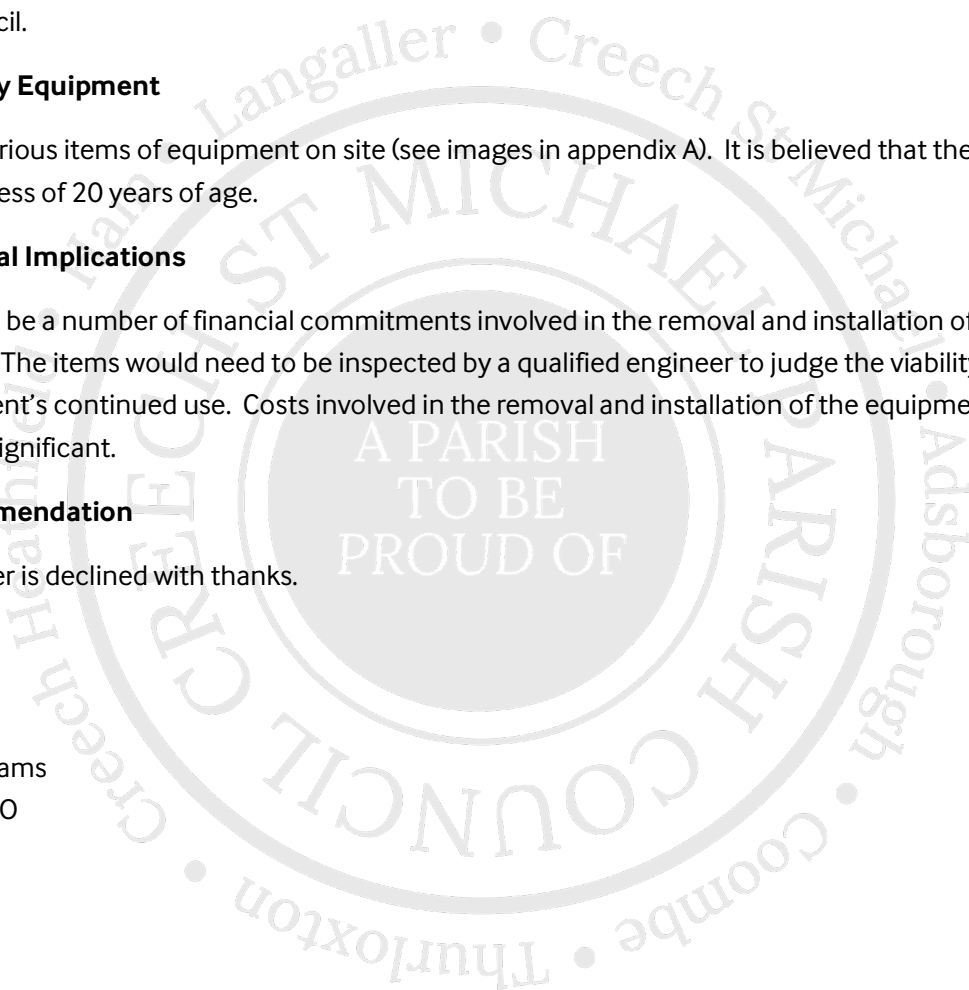 cil.
y Equipment
rious items of equipment on site (see images in appendix A). It is believed that the
ess of 20 years of age.
al Implications
be a number of financial commitments involved in the removal and installation of
The items would need to be inspected by a qualified engineer to judge the viability
ent's continued use. Costs involved in the removal and installation of the equipme
ignificant.
mendation
er is declined with thanks.
ams
O
CREECH ST MICHAEL PARISH COUNCIL
A PARISH
TO BE
PROUD OF
Creech Heathfield • Ham • Langaller • Creech St Michael • Adsborough • Coombe • Thurloxton •